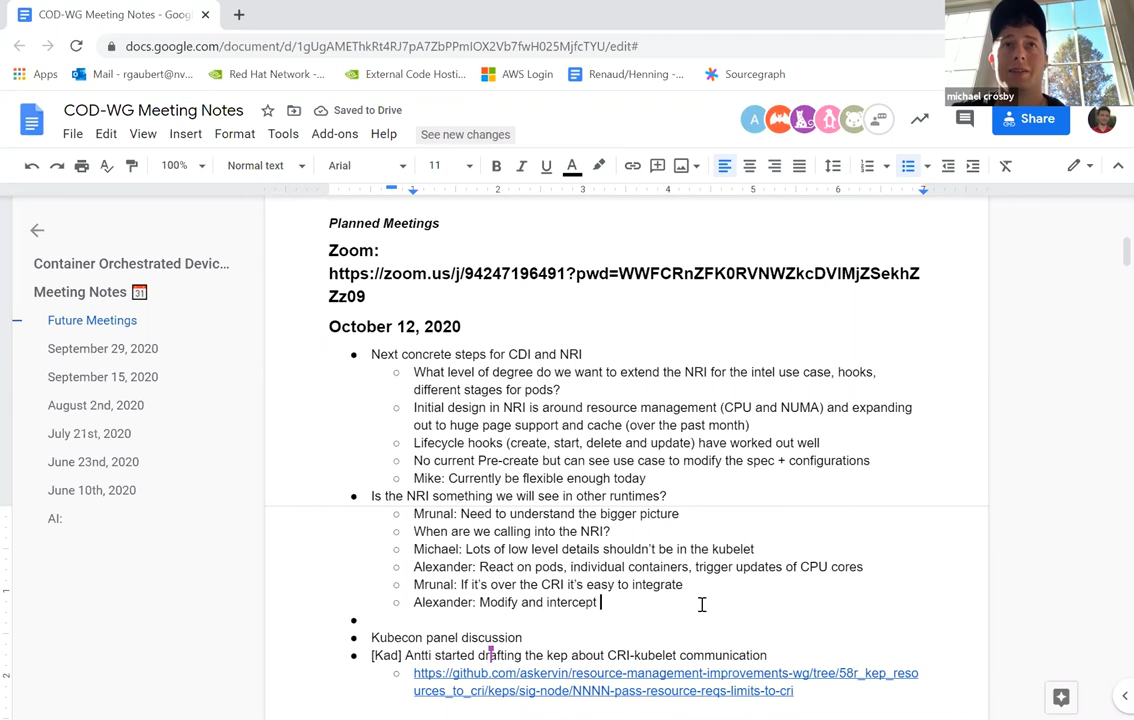 COD-WG Meeting Notes - Goog
docs.google.com/document/d/1gUgAMEThkRt4RJ7pA7ZbPPmIOX2Vb7fwH025MjfcTYU/edit#
Apps
Mail - rgaubert@nv...
Red Hat Network -...
External Code Hosti...
AWS Login
Renaud/Henning -...
Sourcegraph
michael crosby
COD-WG Meeting Notes
Saved to Drive
File Edit View Insert Format Tools Add-ons Help
See new changes
A
Share
100%
Normal text
Arial
11
B I U A
1 2 3 4 5 6 7
Container Orchestrated Devic...
Meeting Notes
Future Meetings
September 29, 2020
September 15, 2020
August 2nd, 2020
July 21st, 2020
June 23rd, 2020
June 10th, 2020
AI:
Planned Meetings
Zoom:
https://zoom.us/j/94247196491?pwd=WWFCRnZFK0RVNWZkcDVIMjZSekhZ
Zz09
October 12, 2020
● Next concrete steps for CDI and NRI
○ What level of degree do we want to extend the NRI for the intel use case, hooks,
different stages for pods?
○ Initial design in NRI is around resource management (CPU and NUMA) and expanding
out to huge page support and cache (over the past month)
○ Lifecycle hooks (create, start, delete and update) have worked out well
○ No current Pre-create but can see use case to modify the spec + configurations
○ Mike: Currently be flexible enough today
● Is the NRI something we will see in other runtimes?
○ Mrunal: Need to understand the bigger picture
○ When are we calling into the NRI?
○ Michael: Lots of low level details shouldn't be in the kubelet
○ Alexander: React on pods, individual containers, trigger updates of CPU cores
○ Mrunal: If it's over the CRI it's easy to integrate
○ Alexander: Modify and intercept
●
● Kubecon panel discussion
● [Kad] Antti started drafting the kep about CRI-kubelet communication
○ https://github.com/askervin/resource-management-improvements-wg/tree/58r_kep_reso
urces_to_cri/keps/sig-node/NNNN-pass-resource-reqs-limits-to-cri